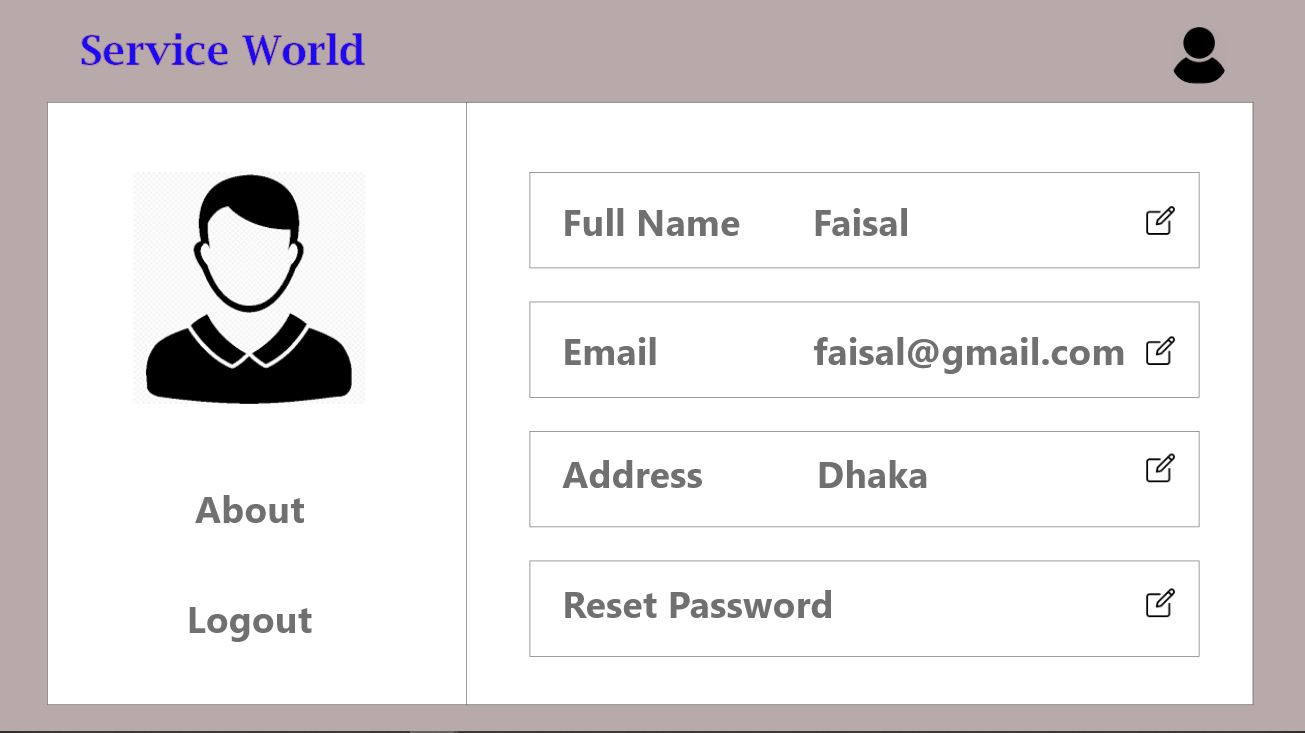 Service World
About
Logout
Full Name Faisal
Email faisal@gmail.com
Address Dhaka
Reset Password